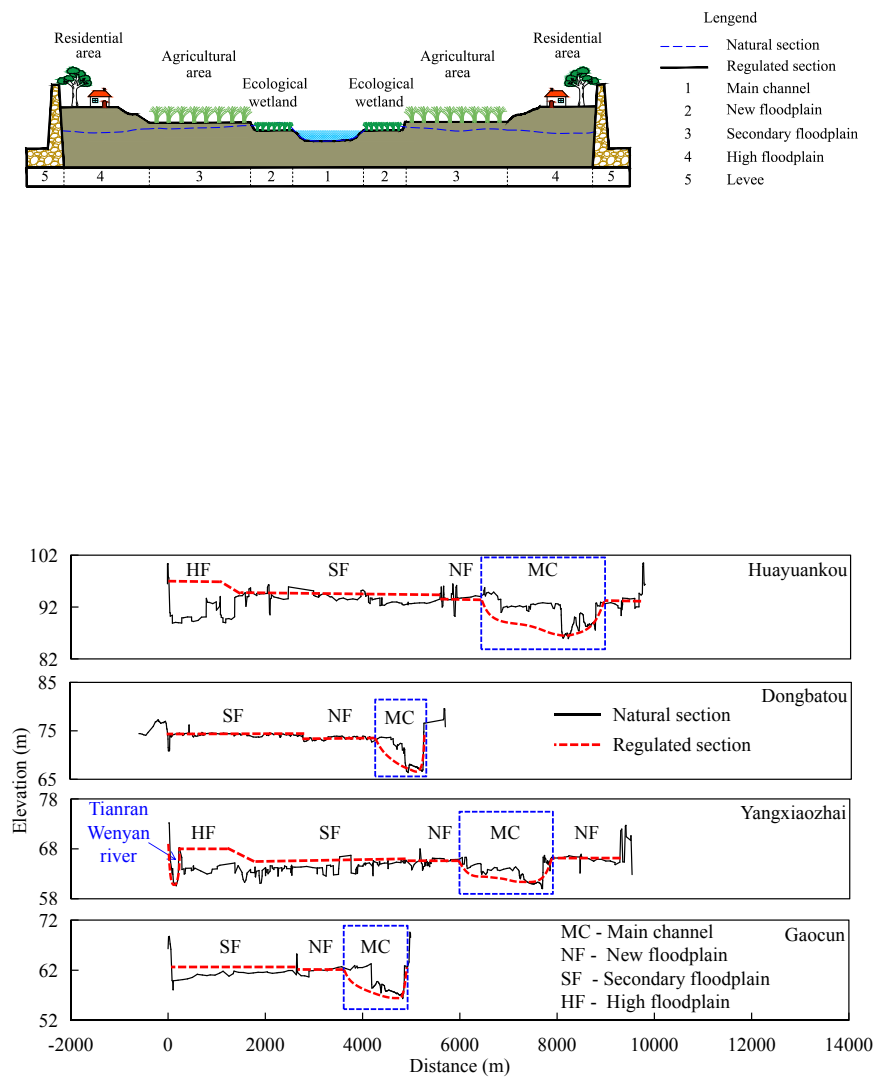 Lengend
Natural section
Regulated section
1 Main channel
2 New floodplain
3 Secondary floodplain
4 High floodplain
5 Levee
Residential
area
Agricultural
area
Ecological
wetland
Ecological
wetland
Agricultural
area
Residential
area
5 4 3 2 1 2 3 4 5
Elevation (m)
102
92
82
HF SF NF MC Huayuankou
85
75
65
SF NF MC Dongbatou
Natural section
Regulated section
78
68
58
Tianran
Wenyan
river
HF SF NF MC NF Yangxiaozhai
72
62
52
SF NF MC Gaocun
MC - Main channel
NF - New floodplain
SF - Secondary floodplain
HF - High floodplain
-2000 0 2000 4000 6000 8000 10000 12000 14000
Distance (m)